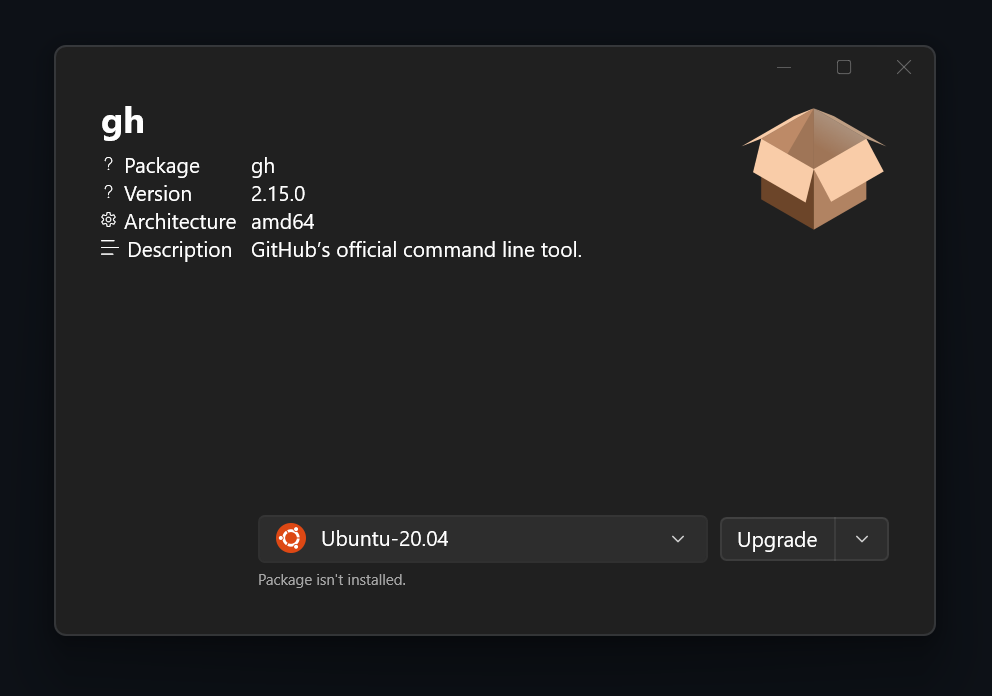 gh
? Package gh
? Version 2.15.0
Architecture amd64
Description GitHub’s official command line tool.
Ubuntu-20.04
Upgrade
Package isn't installed.